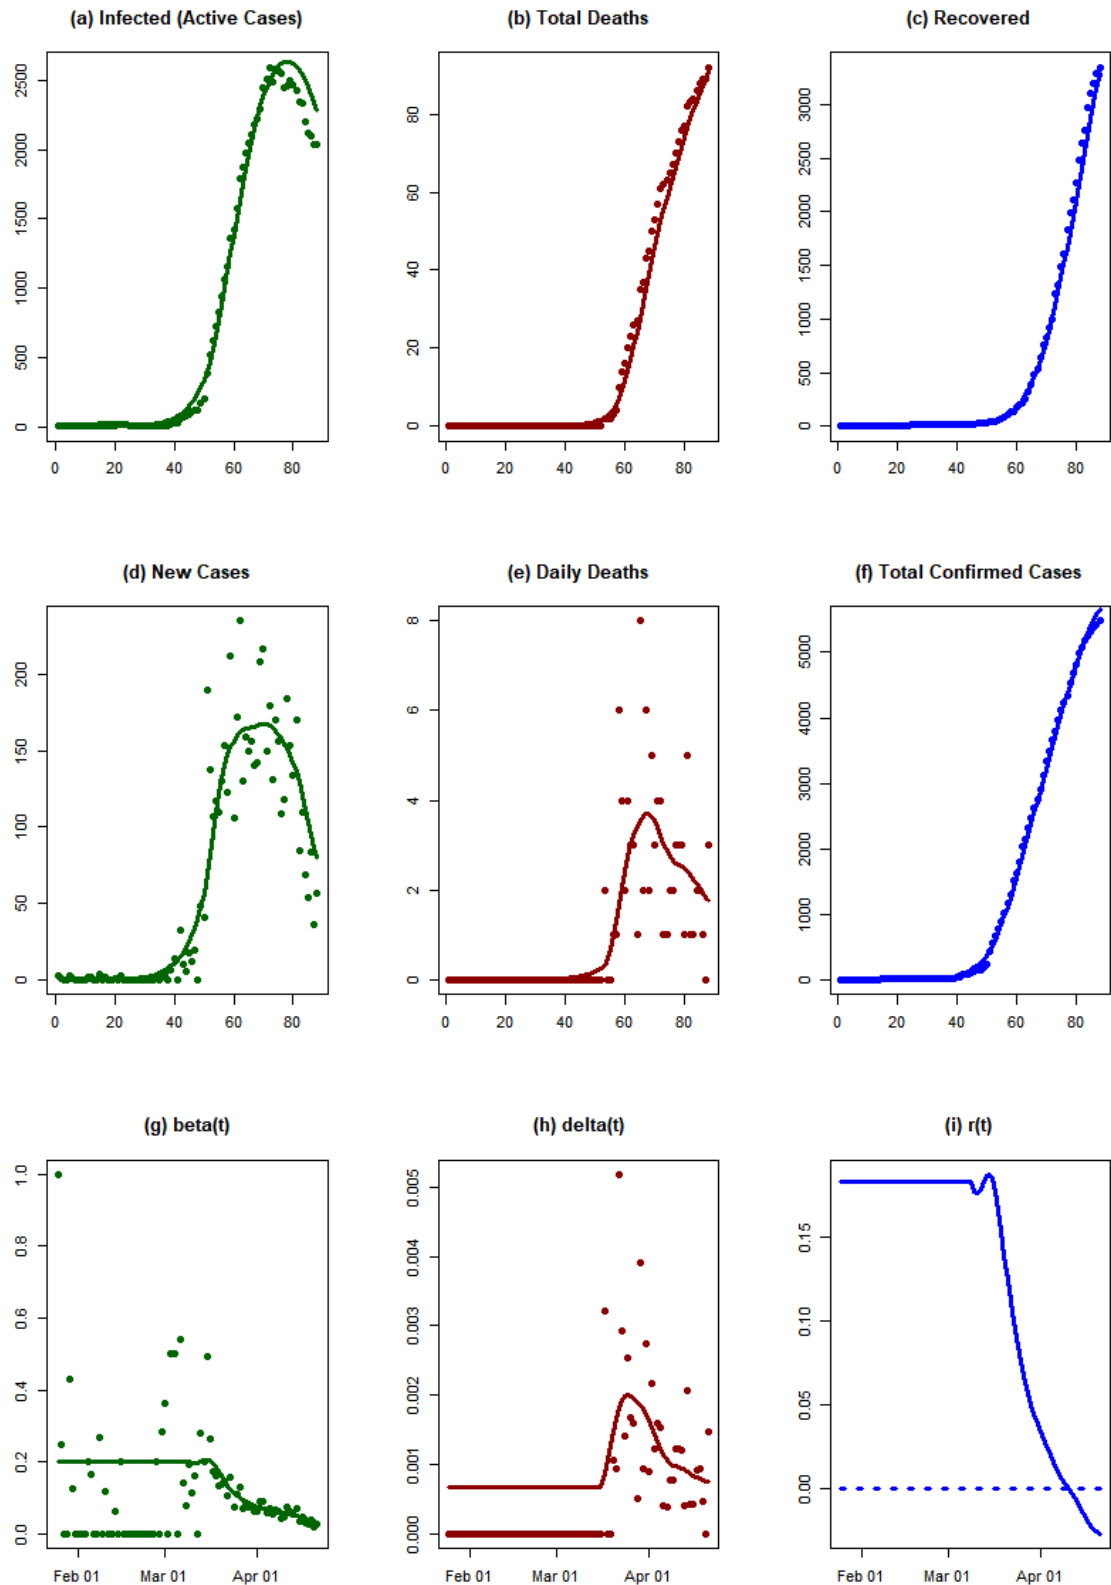 (a) Infected (Active Cases)
(b) Total Deaths
(c) Recovered
0 500 1000 1500 2000 2500
0 20 40 60 80
0 500 1000 1500 2000 2500 3000
0 20 40 60 80
0 20 40 60 80
0 20 40 60 80
(d) New Cases
(e) Daily Deaths
(f) Total Confirmed Cases
0 50 100 150 200
0 2 4 6 8
0 1000 2000 3000 4000 5000
0 20 40 60 80
0 20 40 60 80
0 20 40 60 80
(g) beta(t)
(h) delta(t)
(i) r(t)
0.0 0.2 0.4 0.6 0.8 1.0
0.000 0.001 0.002 0.003 0.004 0.005
0.00 0.05 0.10 0.15
Feb 01 Mar 01 Apr 01
Feb 01 Mar 01 Apr 01
Feb 01 Mar 01 Apr 01